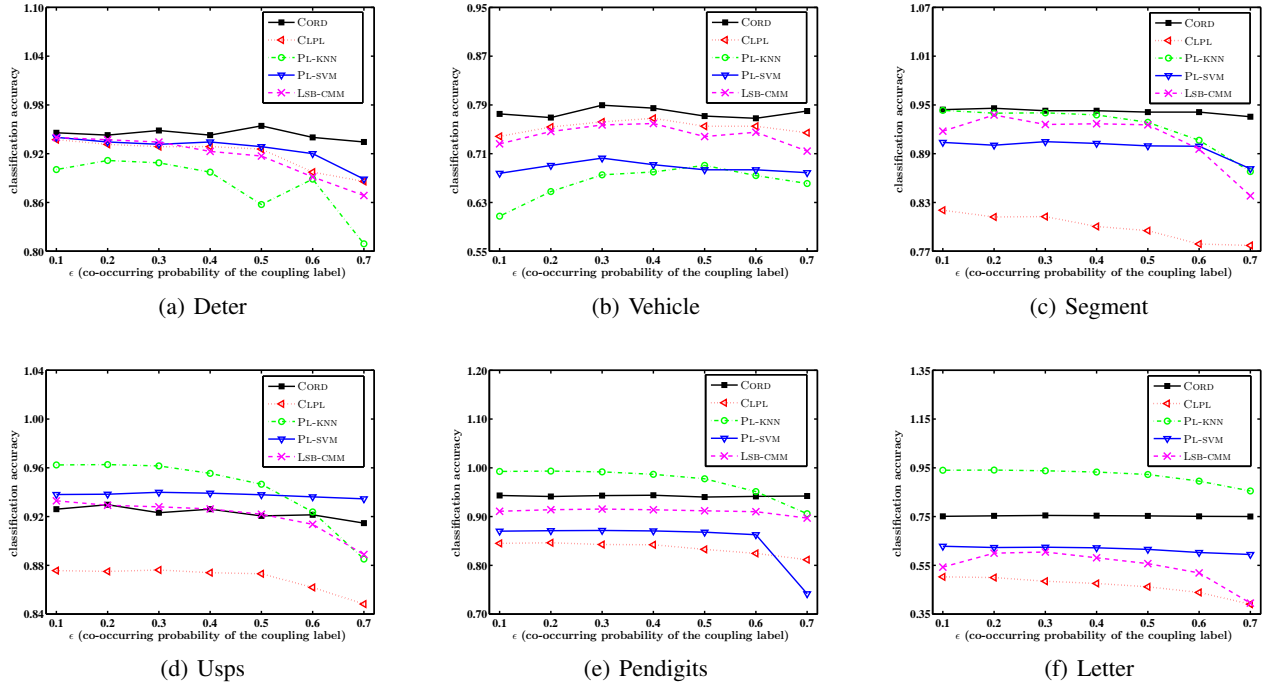 1.10
1.04
0.98
0.92
0.86
0.80
classification accuracy
CORD
CLPL
PL-KNN
PL-SVM
LSB-CMM
0.1 0.2 0.3 0.4 0.5 0.6 0.7
ϵ (co-occurring probability of the coupling label)
(a) Deter
0.95
0.87
0.79
0.71
0.63
0.55
classification accuracy
CORD
CLPL
PL-KNN
PL-SVM
LSB-CMM
0.1 0.2 0.3 0.4 0.5 0.6 0.7
ϵ (co-occurring probability of the coupling label)
(b) Vehicle
1.07
1.01
0.95
0.89
0.83
0.77
classification accuracy
CORD
CLPL
PL-KNN
PL-SVM
LSB-CMM
0.1 0.2 0.3 0.4 0.5 0.6 0.7
ϵ (co-occurring probability of the coupling label)
(c) Segment
1.04
1.00
0.96
0.92
0.88
0.84
classification accuracy
CORD
CLPL
PL-KNN
PL-SVM
LSB-CMM
0.1 0.2 0.3 0.4 0.5 0.6 0.7
ϵ (co-occurring probability of the coupling label)
(d) Usps
1.20
1.10
1.00
0.90
0.80
0.70
classification accuracy
CORD
CLPL
PL-KNN
PL-SVM
LSB-CMM
0.1 0.2 0.3 0.4 0.5 0.6 0.7
ϵ (co-occurring probability of the coupling label)
(e) Pendigits
1.35
1.15
0.95
0.75
0.55
0.35
classification accuracy
CORD
CLPL
PL-KNN
PL-SVM
LSB-CMM
0.1 0.2 0.3 0.4 0.5 0.6 0.7
ϵ (co-occurring probability of the coupling label)
(f) Letter